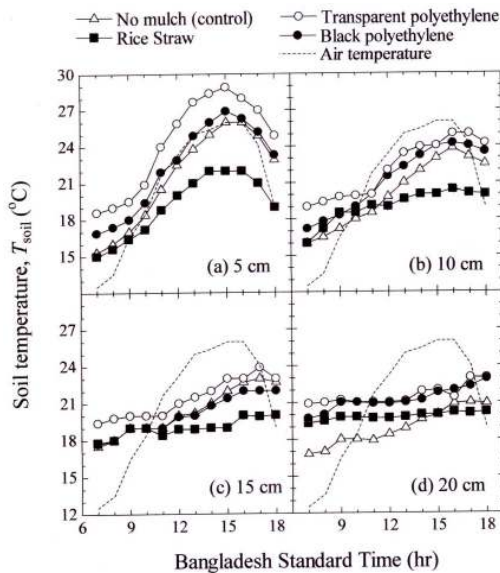 No mulch (control)
Rice Straw
Transparent polyethylene
Black polyethylene
Air temperature
Soil temperature, T_soil (°C)
30
27
24
21
18
15
(a) 5 cm
(b) 10 cm
27
24
21
18
15
12
(c) 15 cm
(d) 20 cm
6 9 12 15 18 9 12 15 18
Bangladesh Standard Time (hr)